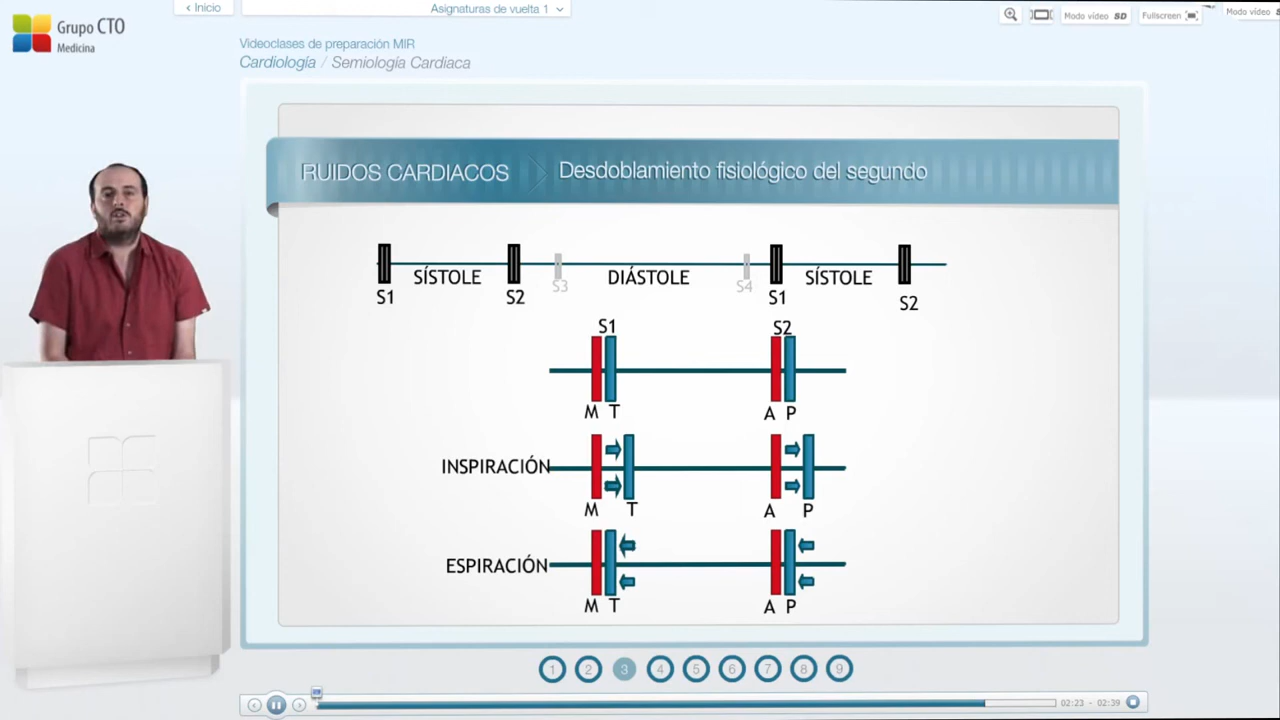 Grupo CTO
Medicina
‹ Inicio
Asignaturas de vuelta 1
Modo vídeo SD
Fullscreen
Modo vídeo
Videoclases de preparación MIR
Cardiología / Semiología Cardiaca
RUIDOS CARDIACOS
Desdoblamiento fisiológico del segundo
SÍSTOLE
DIÁSTOLE
SÍSTOLE
S1
S2
S3
S4
S1
S2
S1
S2
M T
A P
INSPIRACIÓN
M T
A P
ESPIRACIÓN
M T
A P
1 2 3 4 5 6 7 8 9
02:23 - 02:39